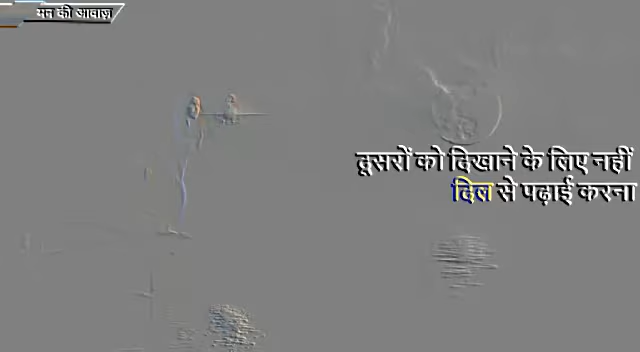 मन की आवाज़
दूसरों को दिखाने के लिए नहीं
दिल से पढ़ाई करना